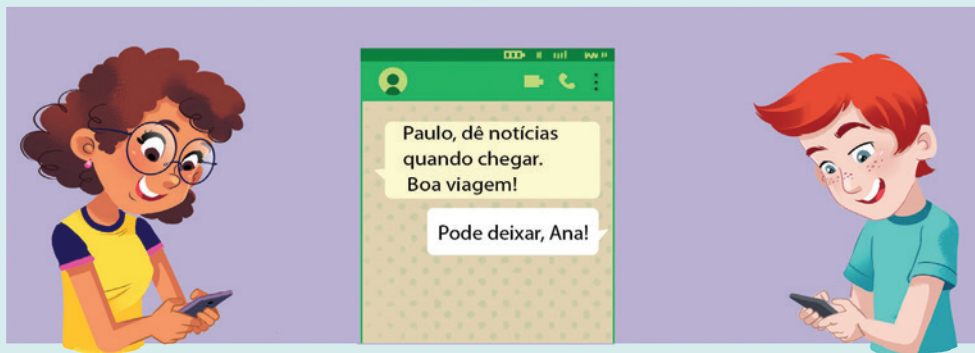 Paulo, dê notícias
quando chegar.
Boa viagem!
Pode deixar, Ana!